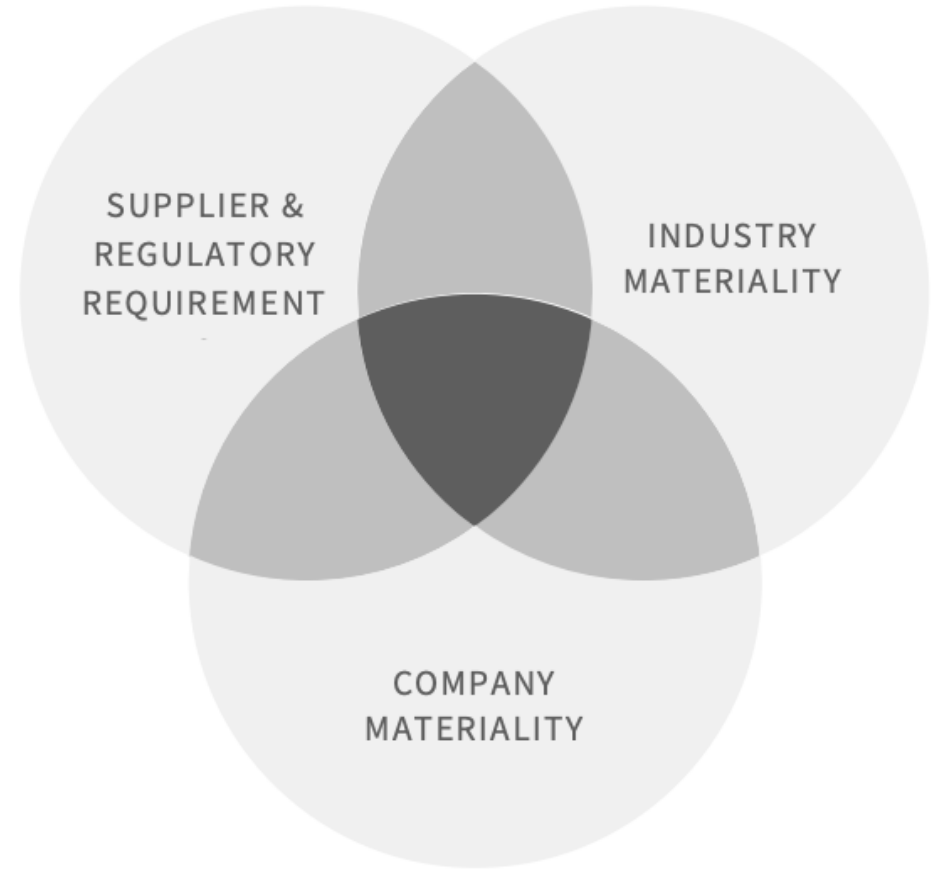 SUPPLIER &
REGULATORY
REQUIREMENT
INDUSTRY
MATERIALITY
COMPANY
MATERIALITY